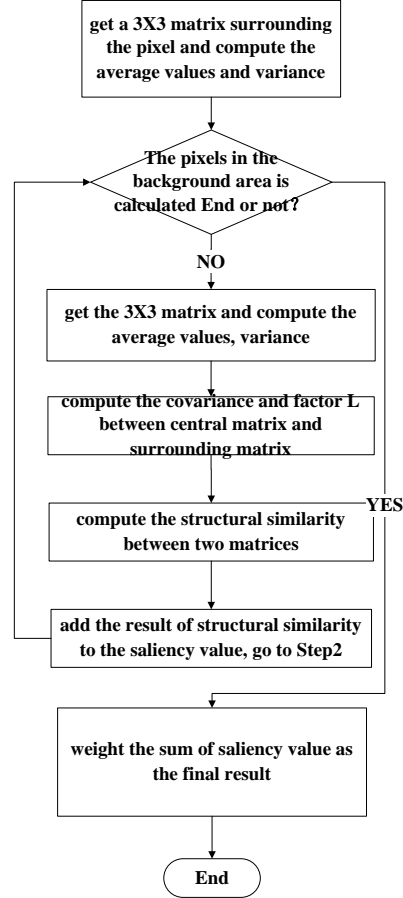 get a 3X3 matrix surrounding
the pixel and compute the
average values and variance
The pixels in the
background area is
calculated End or not?
NO
get the 3X3 matrix and compute the
average values, variance
compute the covariance and factor L
between central matrix and
surrounding matrix
YES
compute the structural similarity
between two matrices
add the result of structural similarity
to the saliency value, go to Step2
weight the sum of saliency value as
the final result
End